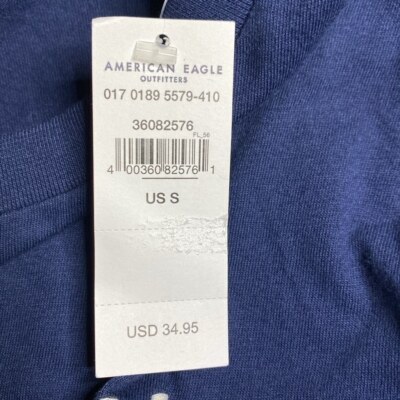 AMERICAN EAGLE
OUTFITTERS
017 0189 5579-410
36082576
FL_56
4 00360 82576 1
US S
USD 34.95